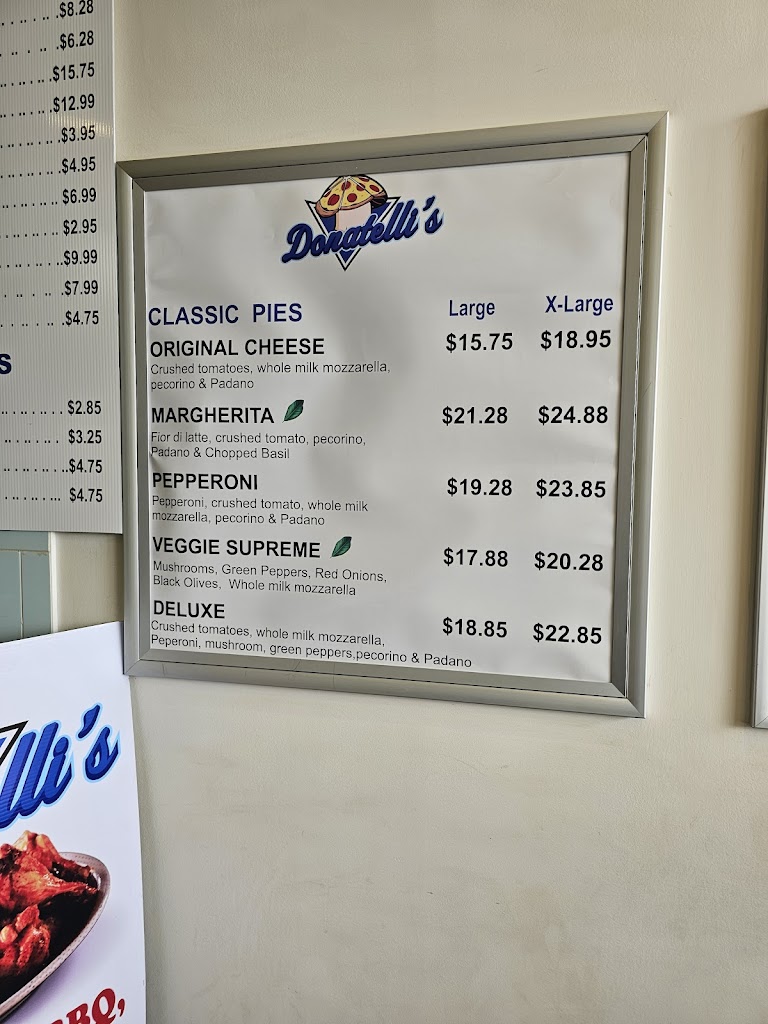 . . . . . .$8.28
. . . . .$6.28
. . . . . . .$15.75
. . . . . . .$12.99
. . . . . . .$3.95
. . . . . . .$4.95
. . . . . . .$6.99
. . . . . . .$2.95
. . . . . . .$9.99
. . . . .$7.99
. . . . . . .$4.75
S
. . . . . . . $2.85
. . . . . . . $3.25
. . . . . . ..$4.75
. . . . . . ... $4.75
Donatelli's
CLASSIC PIES Large X-Large
ORIGINAL CHEESE $15.75 $18.95
Crushed tomatoes, whole milk mozzarella,
pecorino & Padano
MARGHERITA $21.28 $24.88
Fior di latte, crushed tomato, pecorino,
Padano & Chopped Basil
PEPPERONI $19.28 $23.85
Pepperoni, crushed tomato, whole milk
mozzarella, pecorino & Padano
VEGGIE SUPREME $17.88 $20.28
Mushrooms, Green Peppers, Red Onions,
Black Olives, Whole milk mozzarella
DELUXE $18.85 $22.85
Crushed tomatoes, whole milk mozzarella,
Peperoni, mushroom, green peppers,pecorino & Padano
lli's
BQ,